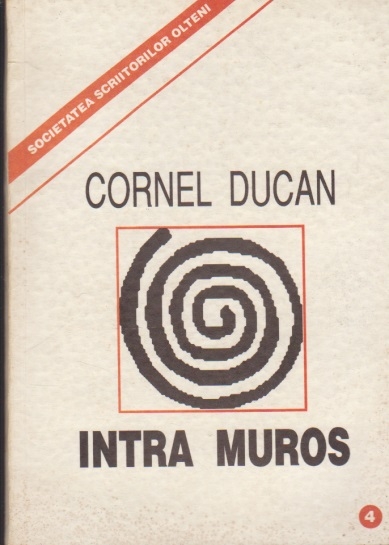 SOCIETATEA SCRIITORILOR OLTENI
CORNEL DUCAN
INTRA MUROS
4